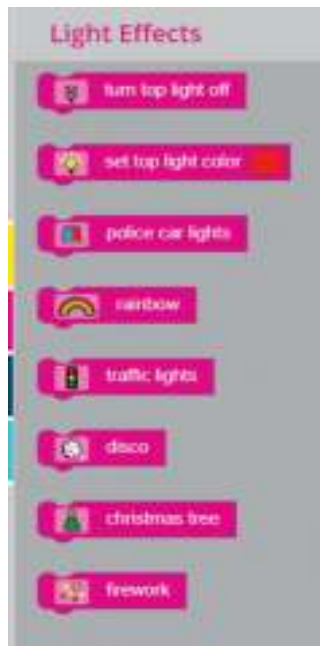 Light Effects
turn top light off
set top light color
police car lights
rainbow
traffic lights
disco
christmas tree
firework